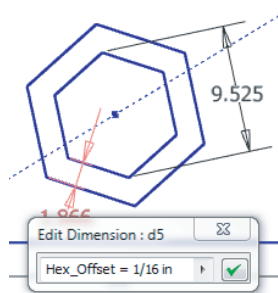 9.525
1.866
Edit Dimension : d5
Hex_Offset = 1/16 in